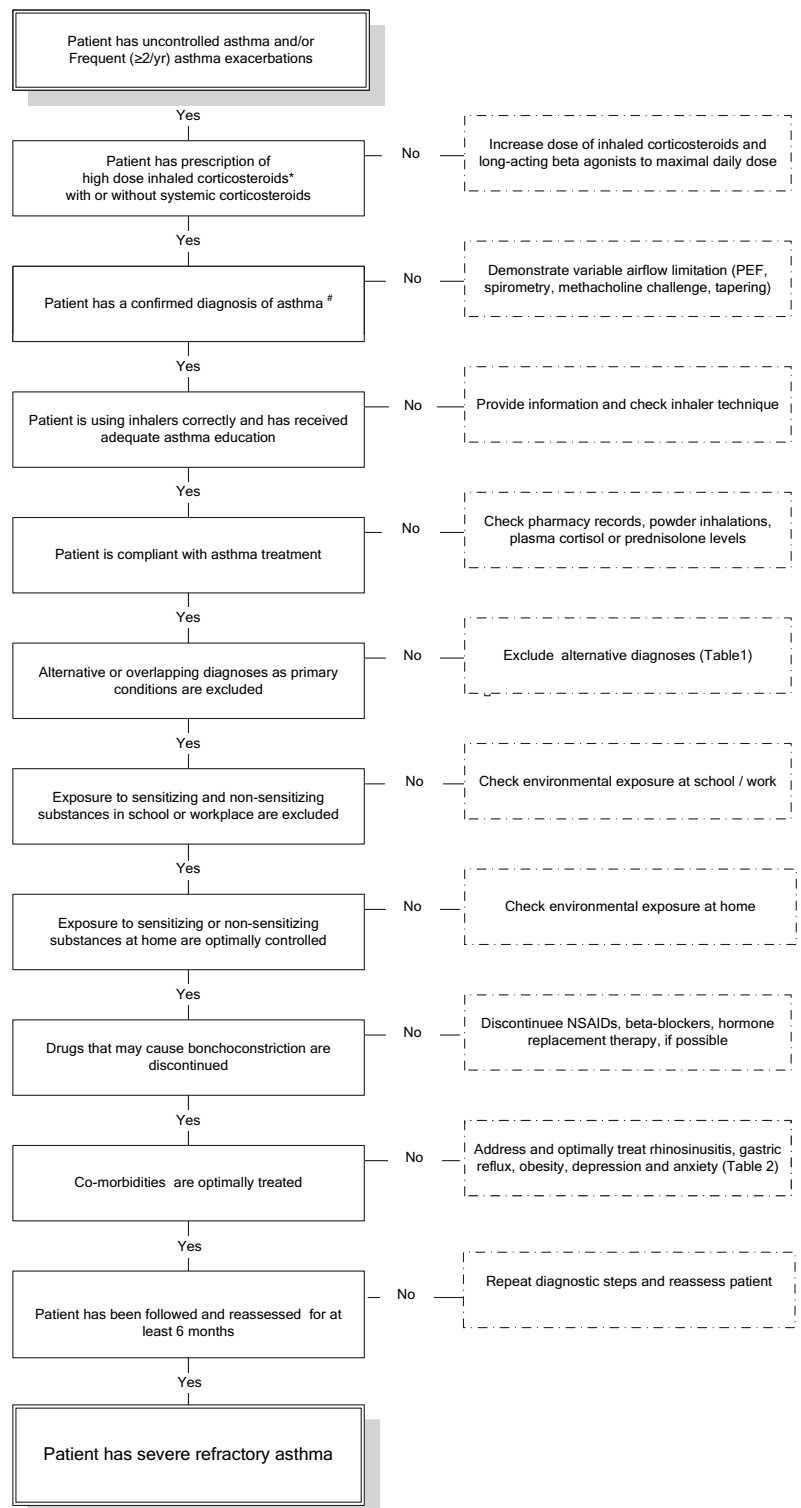 Patient has uncontrolled asthma and/or
Frequent (≥2/yr) asthma exacerbations
Yes
Patient has prescription of
high dose inhaled corticosteroids*
with or without systemic corticosteroids
No
Increase dose of inhaled corticosteroids and
long-acting beta agonists to maximal daily dose
Yes
Patient has a confirmed diagnosis of asthma #
No
Demonstrate variable airflow limitation (PEF,
spirometry, methacholine challenge, tapering)
Yes
Patient is using inhalers correctly and has received
adequate asthma education
No
Provide information and check inhaler technique
Yes
Patient is compliant with asthma treatment
No
Check pharmacy records, powder inhalations,
plasma cortisol or prednisolone levels
Yes
Alternative or overlapping diagnoses as primary
conditions are excluded
No
Exclude alternative diagnoses (Table1)
Yes
Exposure to sensitizing and non-sensitizing
substances in school or workplace are excluded
No
Check environmental exposure at school / work
Yes
Exposure to sensitizing or non-sensitizing
substances at home are optimally controlled
No
Check environmental exposure at home
Yes
Drugs that may cause bonchoconstriction are
discontinued
No
Discontinuee NSAIDs, beta-blockers, hormone
replacement therapy, if possible
Yes
Co-morbidities are optimally treated
No
Address and optimally treat rhinosinusitis, gastric
reflux, obesity, depression and anxiety (Table 2)
Yes
Patient has been followed and reassessed for at
least 6 months
No
Repeat diagnostic steps and reassess patient
Yes
Patient has severe refractory asthma